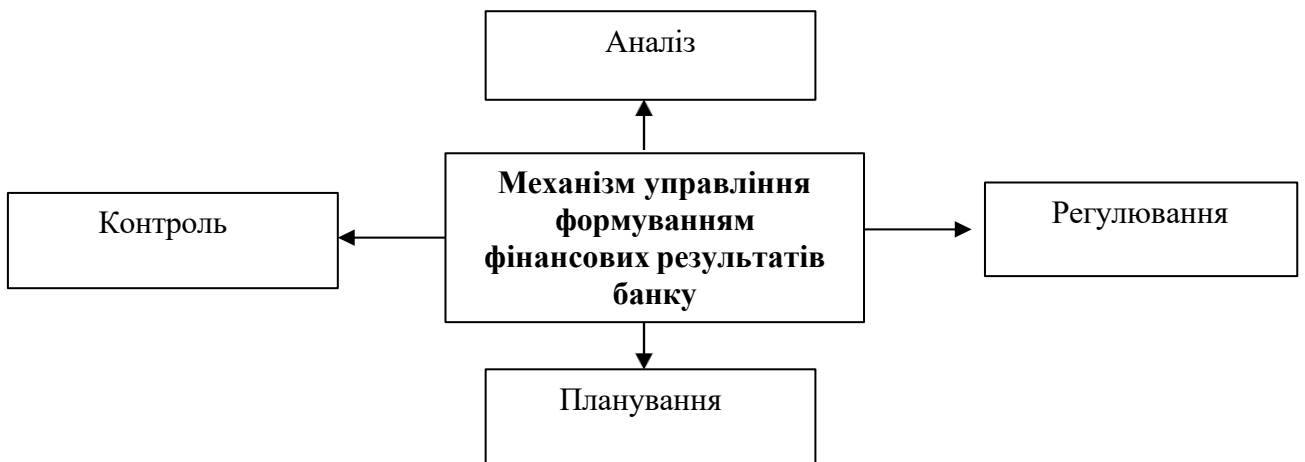 Аналіз
Механізм управління
формуванням
фінансових результатів
банку
Контроль
Регулювання
Планування